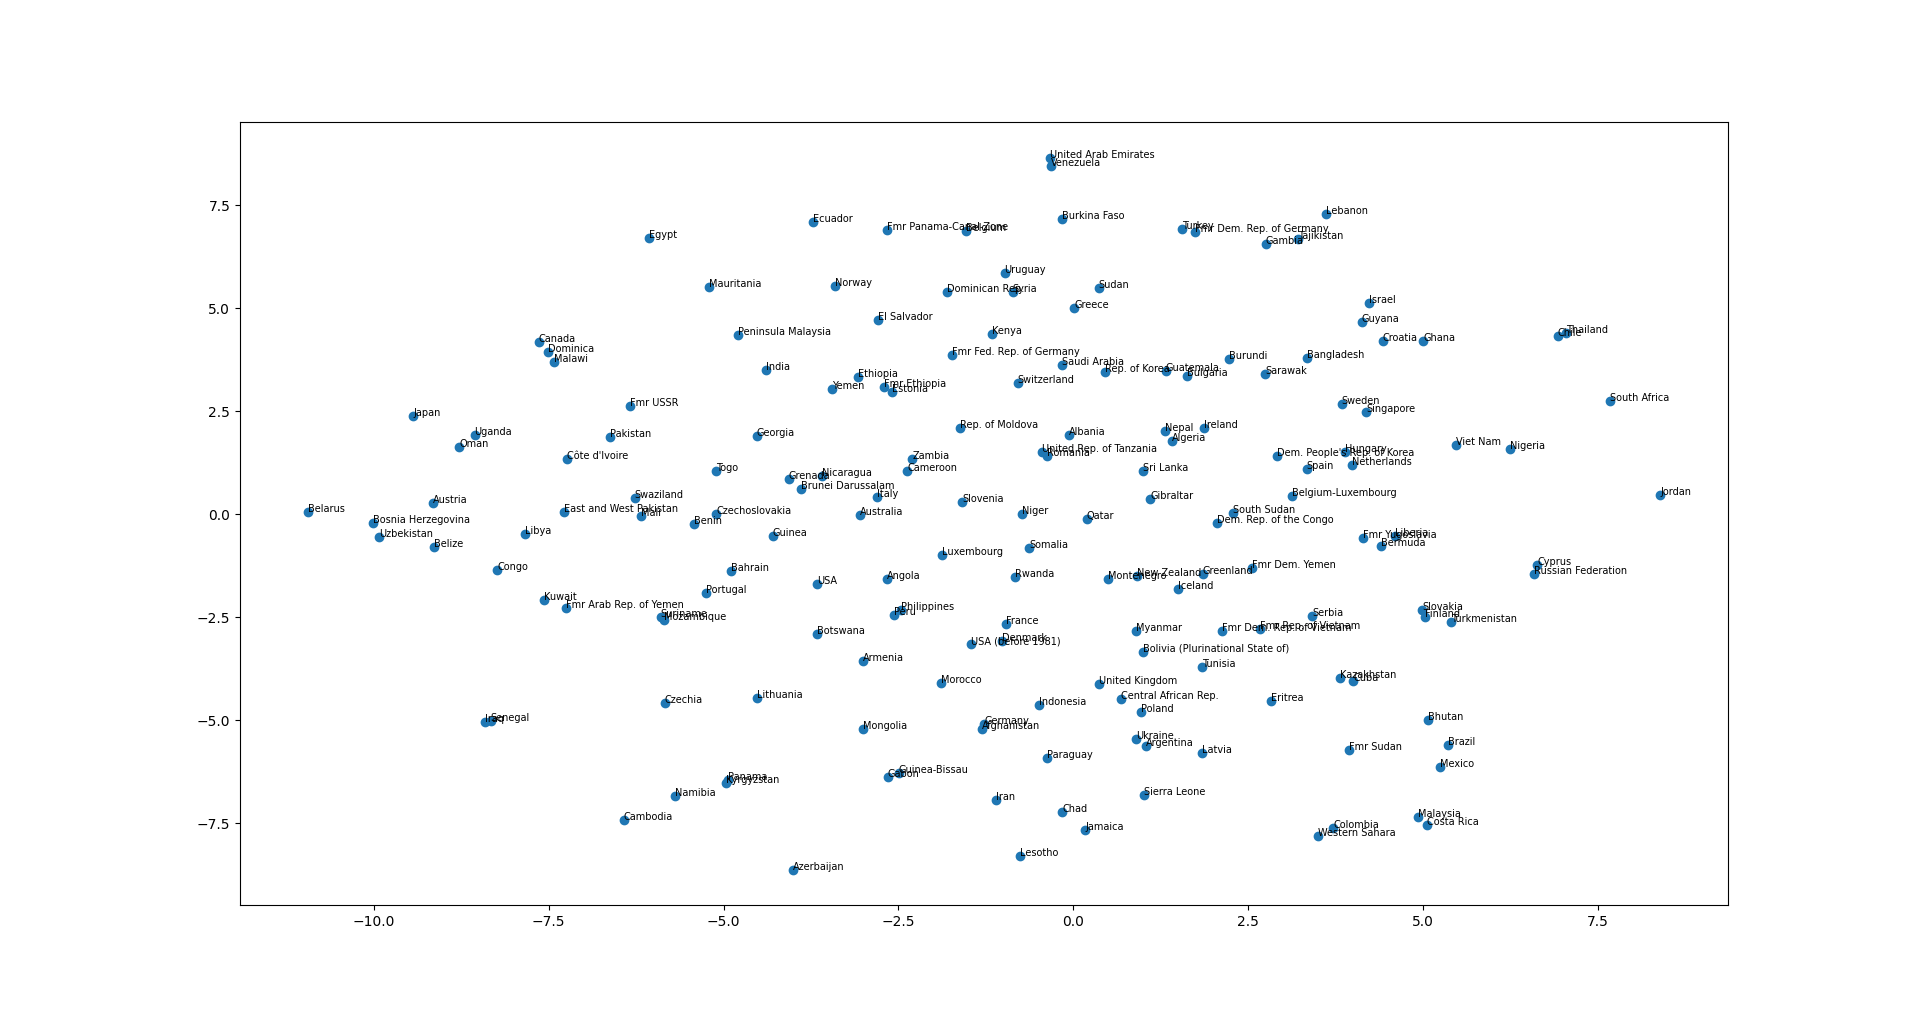 United Arab Emirates
Venezuela
7.5
Lebanon
Burkina Faso
Ecuador
Fmr Panama-Canal-Zone
Belgium
Turkey
Fmr Dem. Rep. of Germany
Egypt
Tajikistan
Gambia
Uruguay
Mauritania
Norway
Dominican Rep.
Syria
Sudan
5.0
Israel
Greece
El Salvador
Guyana
Peninsula Malaysia
Kenya
Thailand
Chile
Canada
Croatia
Ghana
Dominica
Malawi
Fmr Fed. Rep. of Germany
Saudi Arabia
Burundi
Bangladesh
India
Rep. of Korea
Guatemala
Bulgaria
Sarawak
Ethiopia
Switzerland
Yemen
Fmr Ethiopia
Estonia
South Africa
Fmr USSR
Sweden
2.5
Japan
Singapore
Uganda
Pakistan
Georgia
Rep. of Moldova
Albania
Nepal
Ireland
Algeria
Oman
Viet Nam
Nigeria
Côte d'Ivoire
Zambia
United Rep. of Tanzania
Romania
Dem. People's Rep. of Korea
Hungary
Netherlands
Togo
Cameroon
Sri Lanka
Spain
Grenada
Nicaragua
Brunei Darussalam
Jordan
Austria
Swaziland
Italy
Slovenia
Gibraltar
Belgium-Luxembourg
0.0
Belarus
East and West Pakistan
Mali
Czechoslovakia
Australia
Niger
Qatar
South Sudan
Bosnia Herzegovina
Benin
Dem. Rep. of the Congo
Uzbekistan
Libya
Guinea
Fmr Yugoslavia
Liberia
Belize
Somalia
Bermuda
Luxembourg
Congo
Bahrain
Fmr Dem. Yemen
Cyprus
Russian Federation
USA
Angola
Rwanda
Montenegro
New Zealand
Greenland
Portugal
Iceland
Kuwait
Fmr Arab Rep. of Yemen
−2.5
Suriname
Mozambique
Philippines
Peru
France
Serbia
Slovakia
Finland
Turkmenistan
Botswana
Denmark
USA (before 1981)
Myanmar
Fmr Dem. Rep. of Vietnam
Fmr Rep. of Vietnam
Armenia
Bolivia (Plurinational State of)
Tunisia
Morocco
United Kingdom
Kazakhstan
Cuba
Czechia
Lithuania
Indonesia
Central African Rep.
Eritrea
Poland
−5.0
Iraq
Senegal
Mongolia
Germany
Afghanistan
Bhutan
Ukraine
Argentina
Latvia
Fmr Sudan
Brazil
Paraguay
Mexico
Panama
Kyrgyzstan
Guinea-Bissau
Gabon
Namibia
Iran
Sierra Leone
−7.5
Cambodia
Chad
Jamaica
Malaysia
Costa Rica
Colombia
Western Sahara
Lesotho
Azerbaijan
−10.0
−7.5
−5.0
−2.5
0.0
2.5
5.0
7.5